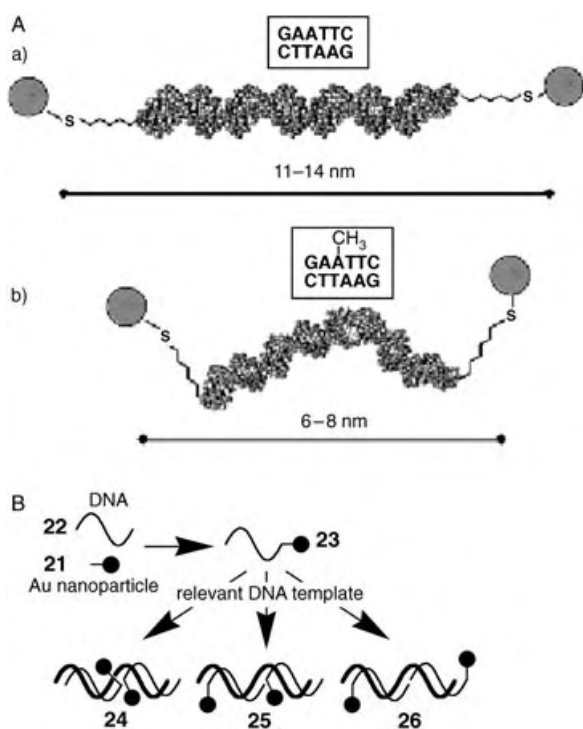 A
a)
GAATTC
CTTAAG
S
S
11–14 nm
b)
CH3
GAATTC
CTTAAG
S
S
6–8 nm
B
DNA
22
23
21
Au nanoparticle
relevant DNA template
24
25
26